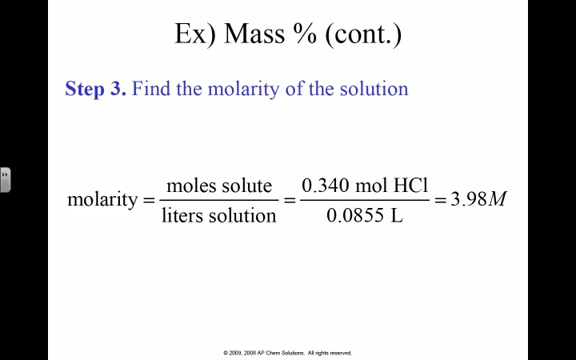 Ex) Mass % (cont.)
Step 3. Find the molarity of the solution
molarity = moles solute / liters solution = 0.340 mol HCl / 0.0855 L = 3.98 M
© 2009, 2008 AP Chem Solutions. All rights reserved.